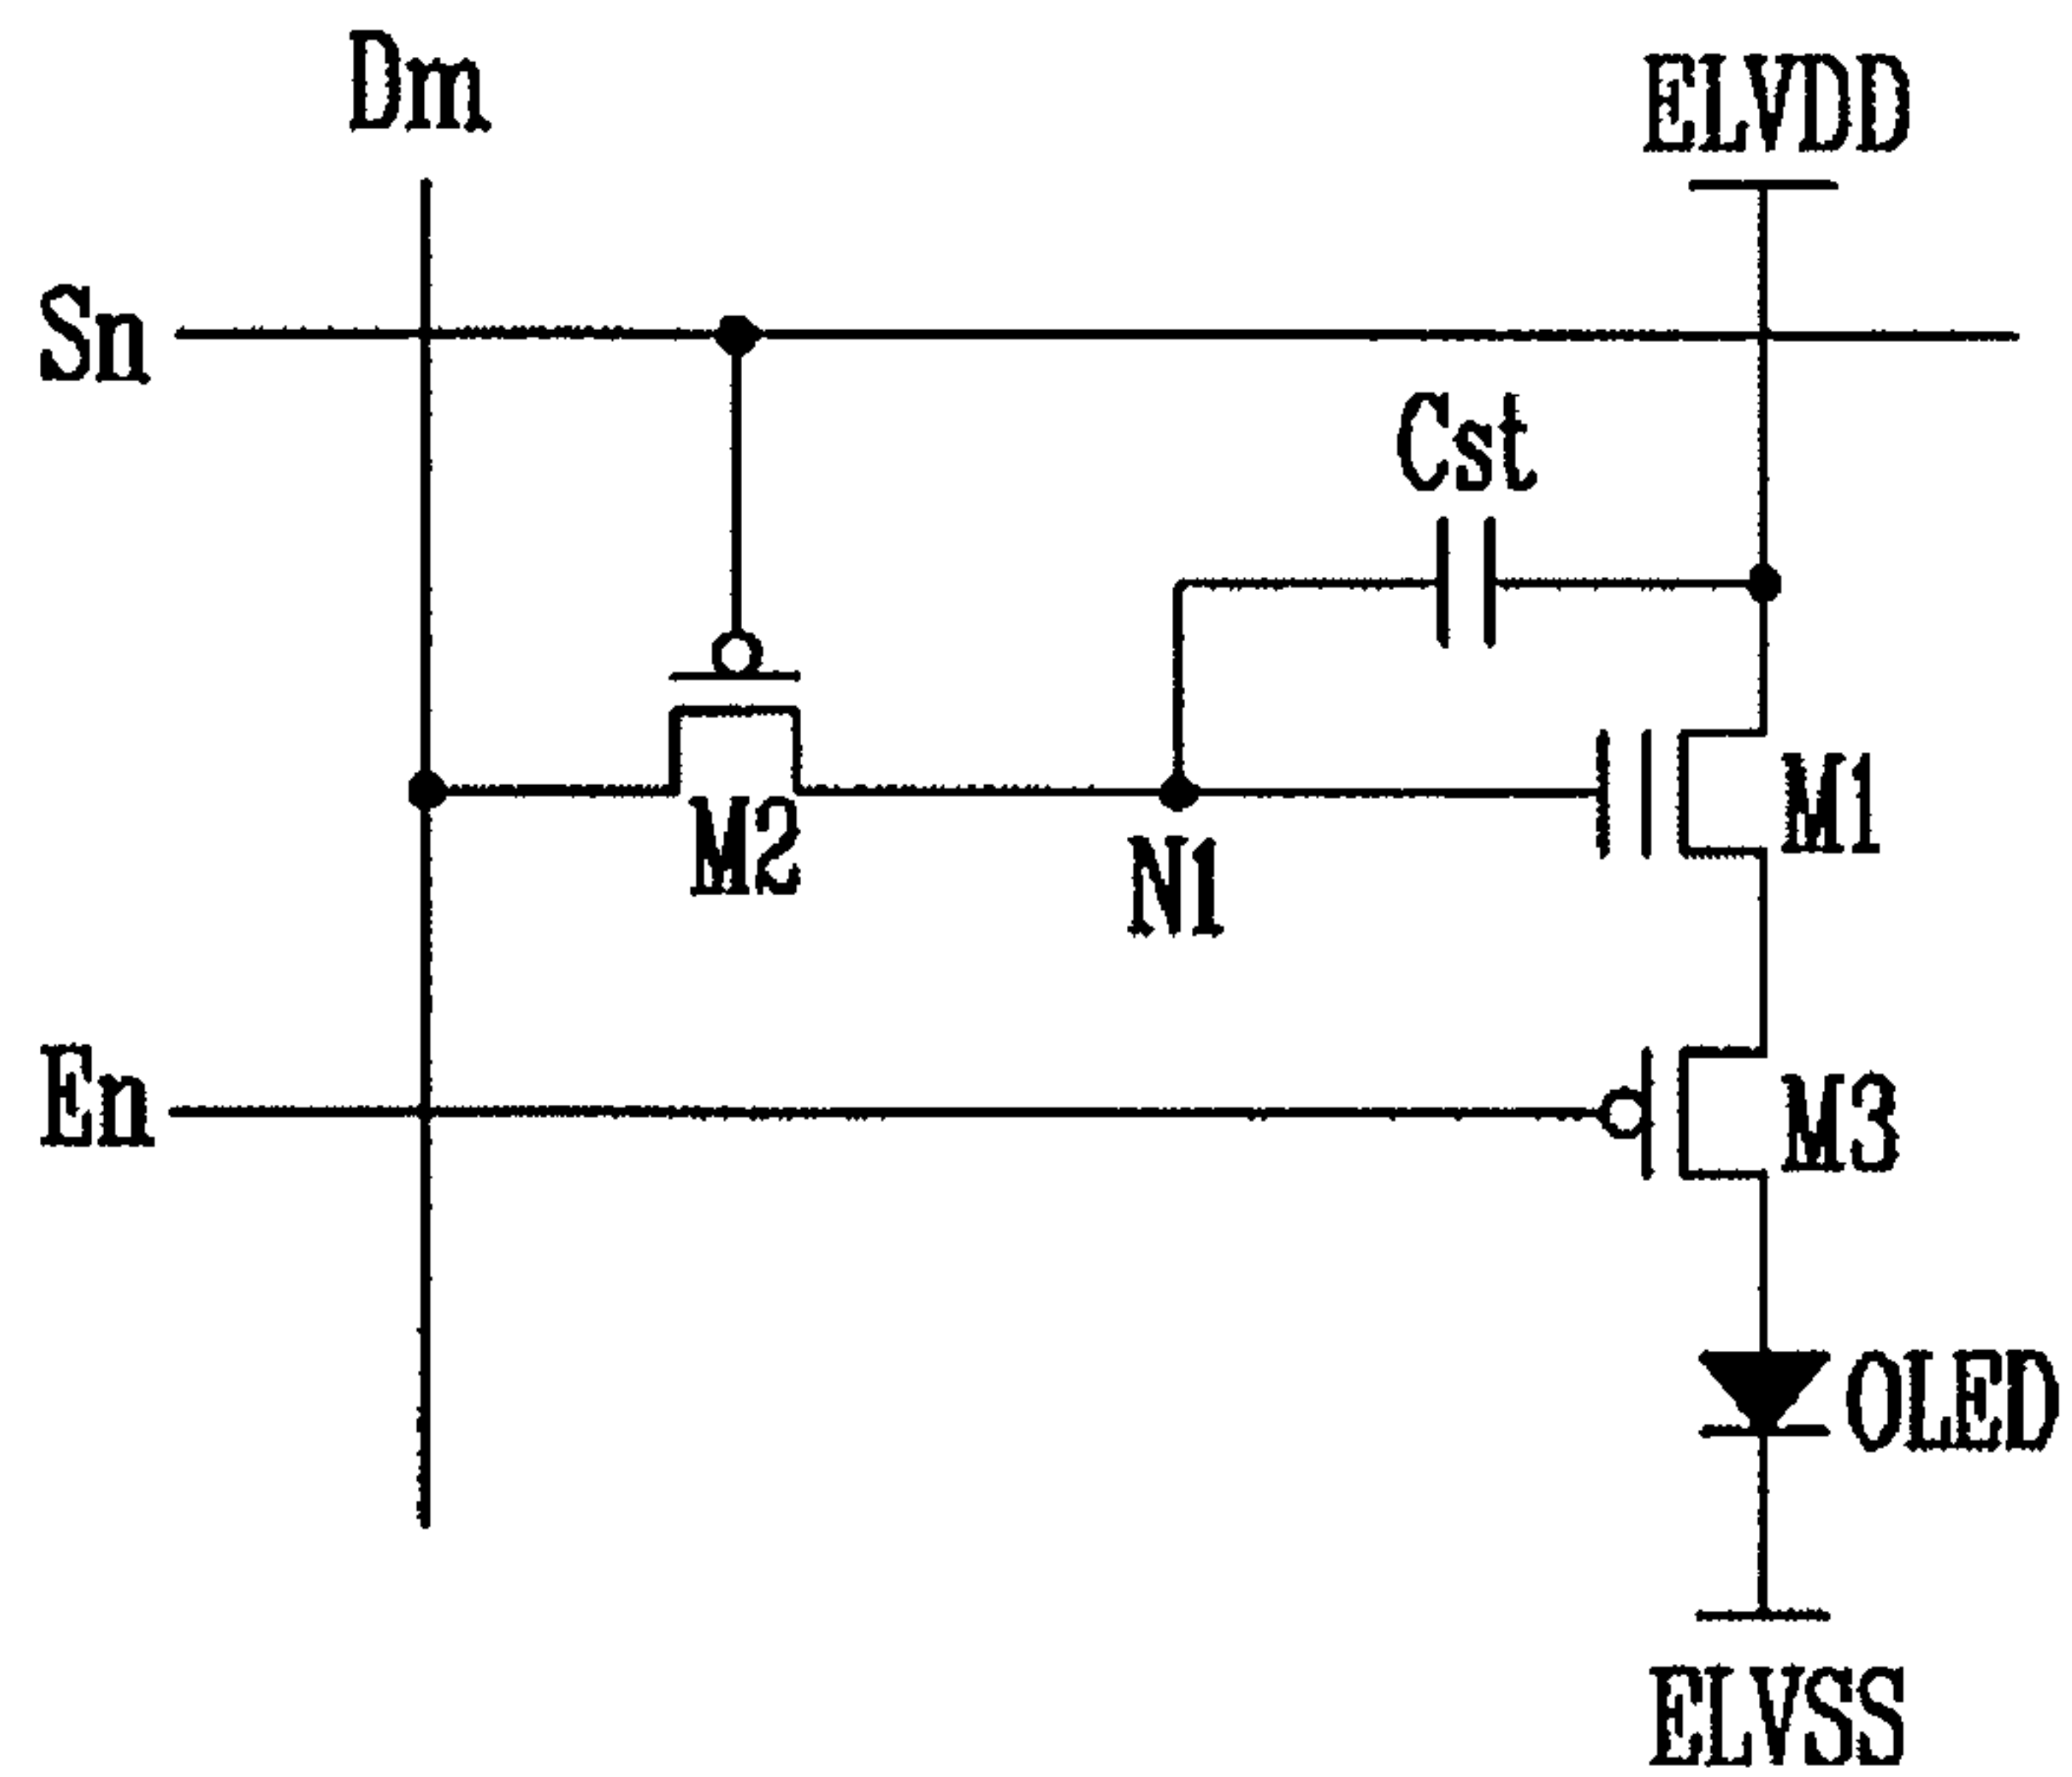 Dm
ELVDD
Sn
Cst
M1
M2
N1
En
M3
OLED
ELVSS